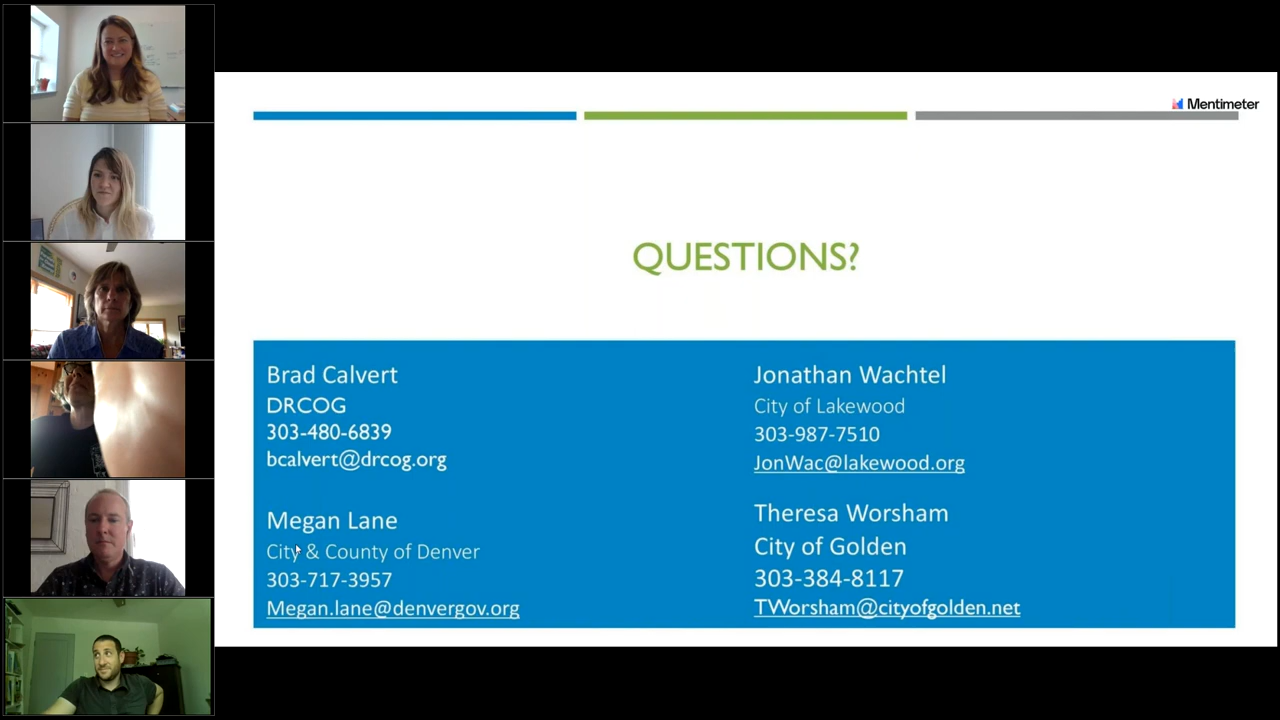 Mentimeter
QUESTIONS?
Brad Calvert
DRCOG
303-480-6839
bcalvert@drcog.org
Megan Lane
City & County of Denver
303-717-3957
Megan.lane@denvergov.org
Jonathan Wachtel
City of Lakewood
303-987-7510
JonWac@lakewood.org
Theresa Worsham
City of Golden
303-384-8117
TWorsham@cityofgolden.net